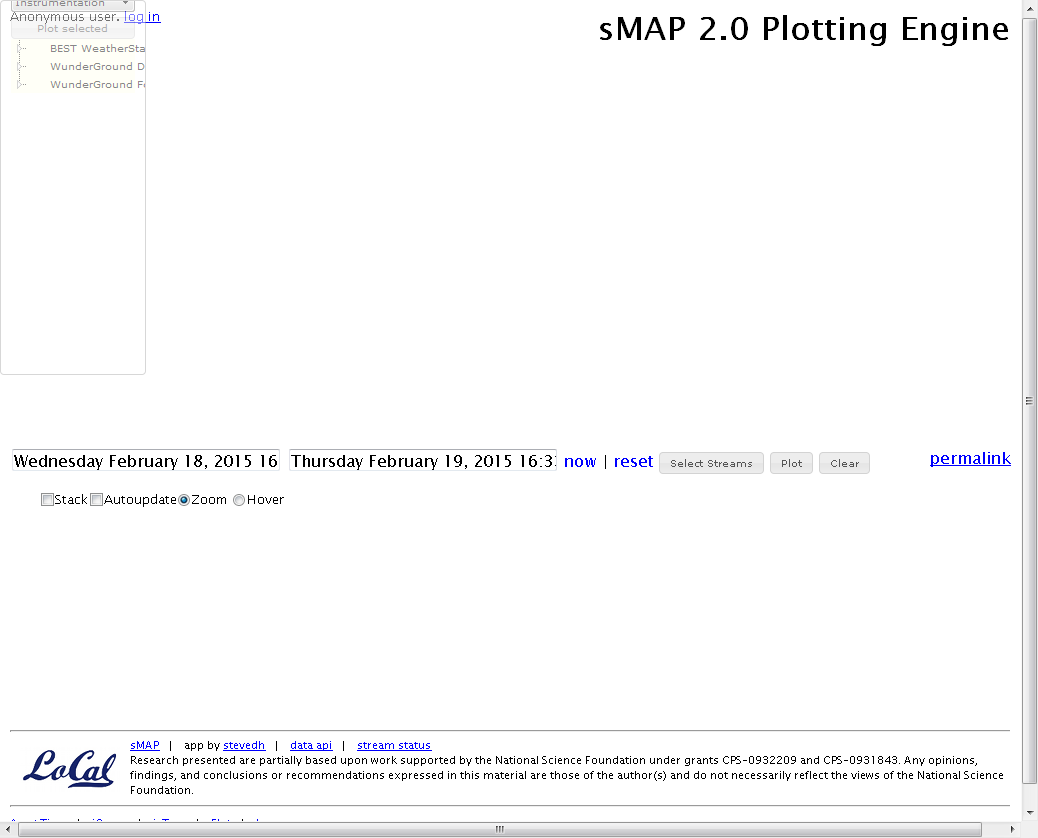 Instrumentation
Anonymous user. log in
Plot selected
BEST WeatherSta
WunderGround D
WunderGround Fe
sMAP 2.0 Plotting Engine
Wednesday February 18, 2015 16
Thursday February 19, 2015 16:3
now | reset
Select Streams
Plot
Clear
permalink
Stack Autoupdate Zoom Hover
sMAP | app by stevedh | data api | stream status
LoCal
Research presented are partially based upon work supported by the National Science Foundation under grants CPS-0932209 and CPS-0931843. Any opinions,
findings, and conclusions or recommendations expressed in this material are those of the author(s) and do not necessarily reflect the views of the National Science
Foundation.